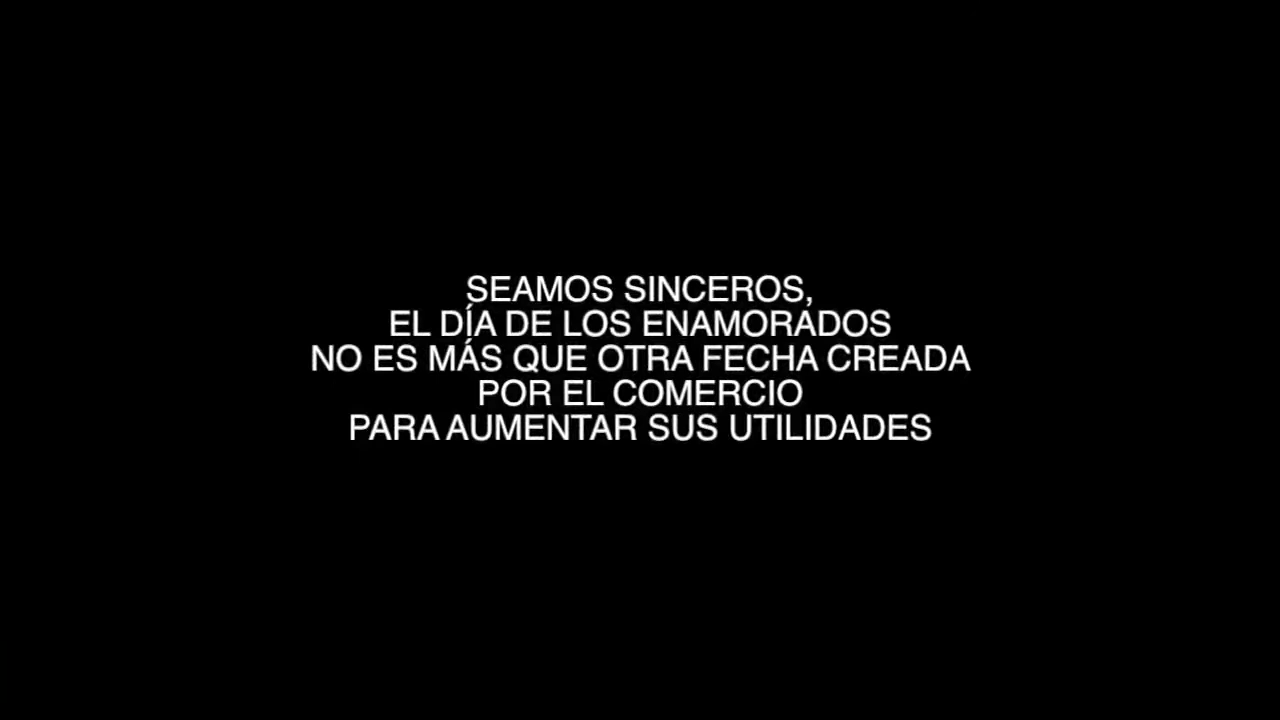 SEAMOS SINCEROS,
EL DÍA DE LOS ENAMORADOS
NO ES MÁS QUE OTRA FECHA CREADA
POR EL COMERCIO
PARA AUMENTAR SUS UTILIDADES